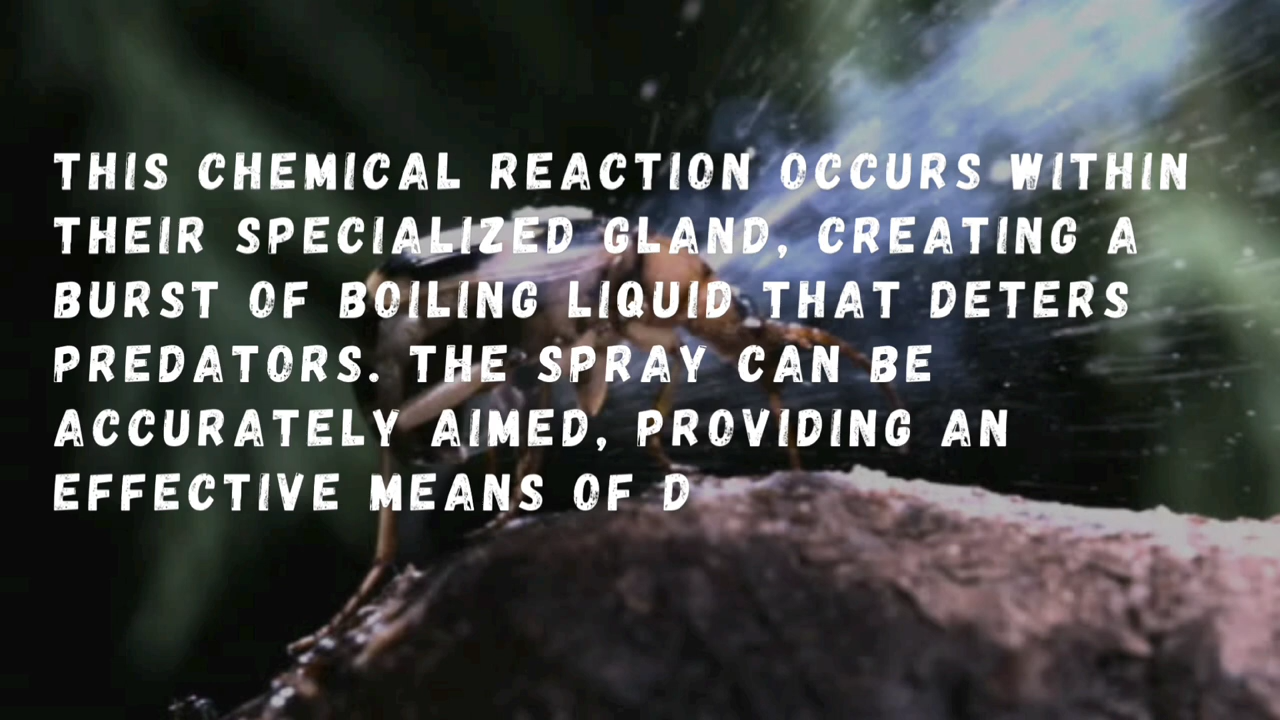 THIS CHEMICAL REACTION OCCURS WITHIN
THEIR SPECIALIZED GLAND, CREATING A
BURST OF BOILING LIQUID THAT DETERS
PREDATORS. THE SPRAY CAN BE
ACCURATELY AIMED, PROVIDING AN
EFFECTIVE MEANS OF D